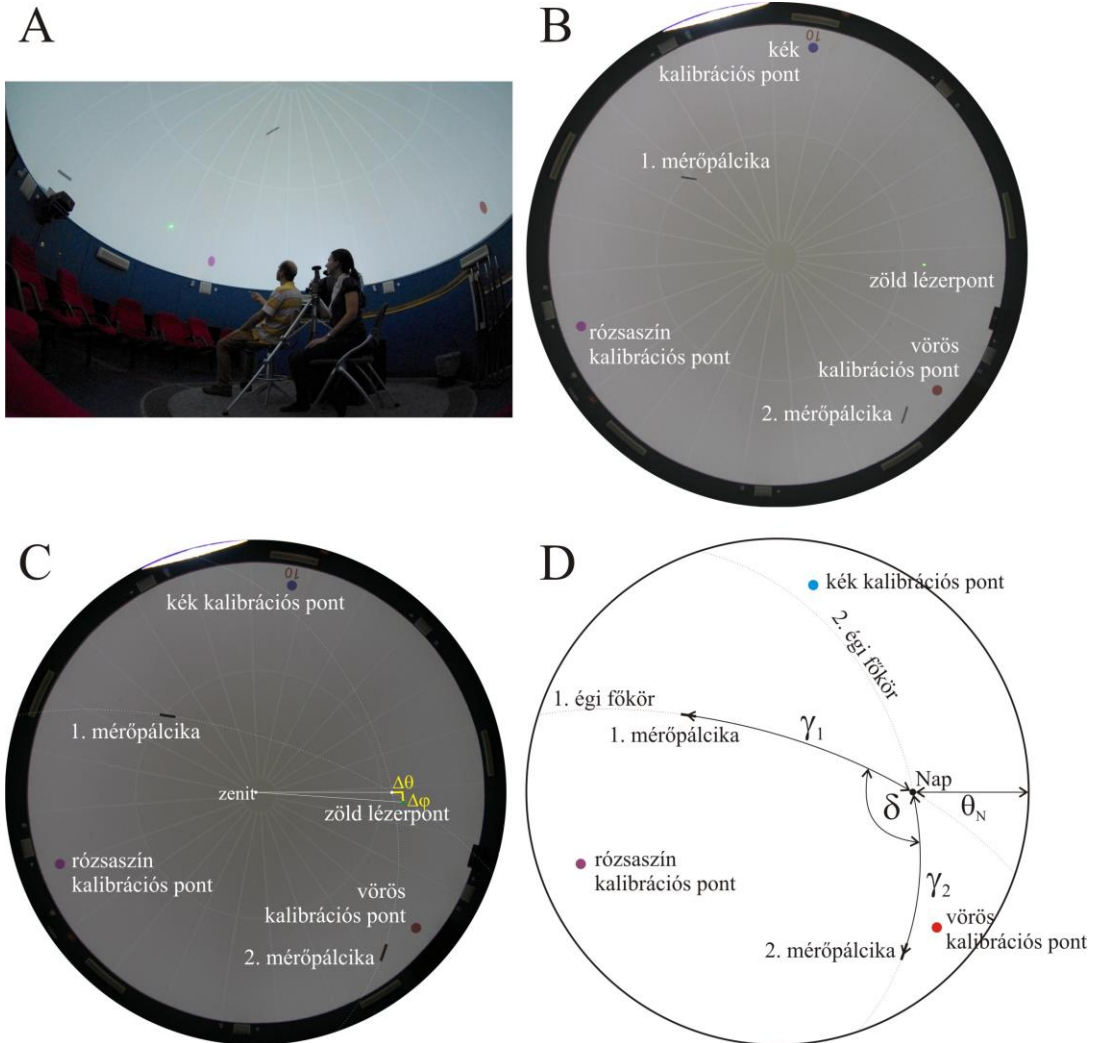 A
B
kék
kalibrációs pont
10
1. mérőpálcika
zöld lézerpont
rózsaszín
kalibrációs pont
vörös
kalibrációs pont
2. mérőpálcika
C
10
kék kalibrációs pont
1. mérőpálcika
zenit
Δθ
Δφ
zöld lézerpont
rózsaszín
kalibrációs pont
vörös
kalibrációs pont
2. mérőpálcika
D
kék kalibrációs pont
2. égi főkör
1. égi főkör
1. mérőpálcika
γ1
Nap
δ
θN
rózsaszín
kalibrációs pont
γ2
vörös
kalibrációs pont
2. mérőpálcika